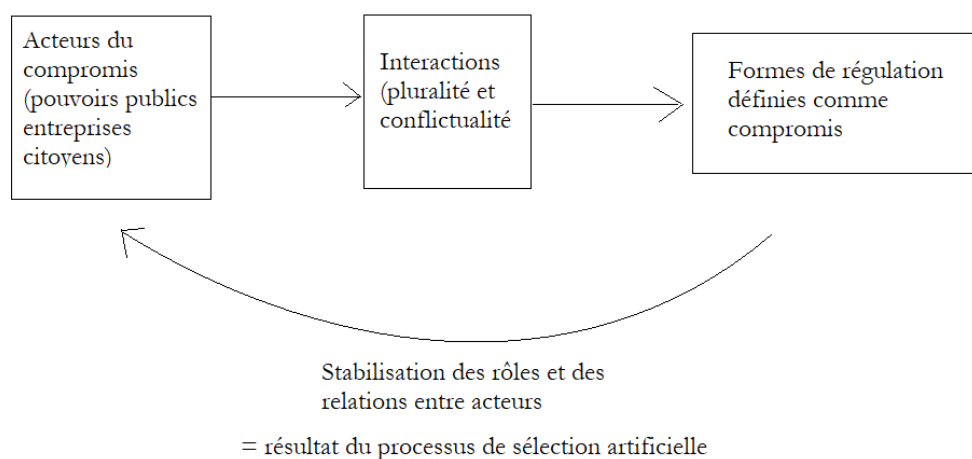 Acteurs du
compromis
(pouvoirs publics
entreprises
citoyens)
Interactions
(pluralité et
conflictualité
Formes de régulation
définies comme
compromis
Stabilisation des rôles et des
relations entre acteurs
= résultat du processus de sélection artificielle